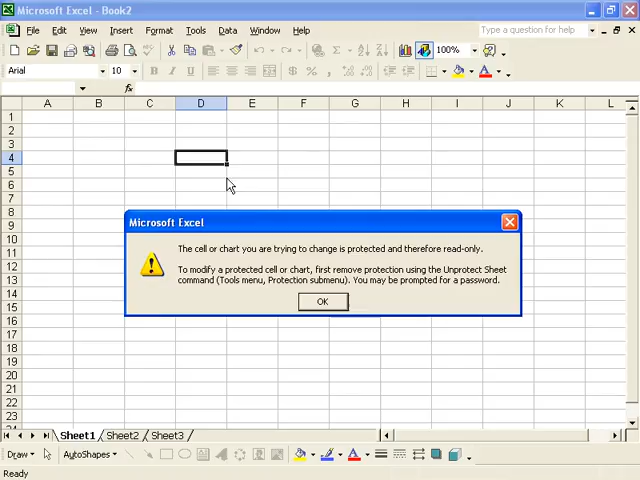 Microsoft Excel - Book2
File Edit View Insert Format Tools Data Window Help
Type a question for help
100%
Arial 10 B I U $ % ,
fx
A B C D E F G H I J K L
1
2
3
4
5
6
7
8
9
10
11
12
13
14
15
16
17
18
19
20
21
22
23
Microsoft Excel
The cell or chart you are trying to change is protected and therefore read-only.
To modify a protected cell or chart, first remove protection using the Unprotect Sheet
command (Tools menu, Protection submenu). You may be prompted for a password.
OK
Sheet1 Sheet2 Sheet3
Draw AutoShapes
Ready